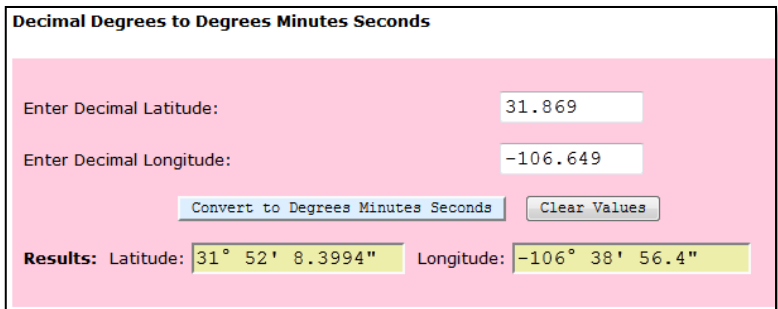 Decimal Degrees to Degrees Minutes Seconds
Enter Decimal Latitude: 31.869
Enter Decimal Longitude: -106.649
Convert to Degrees Minutes Seconds Clear Values
Results: Latitude: 31° 52' 8.3994" Longitude: -106° 38' 56.4"